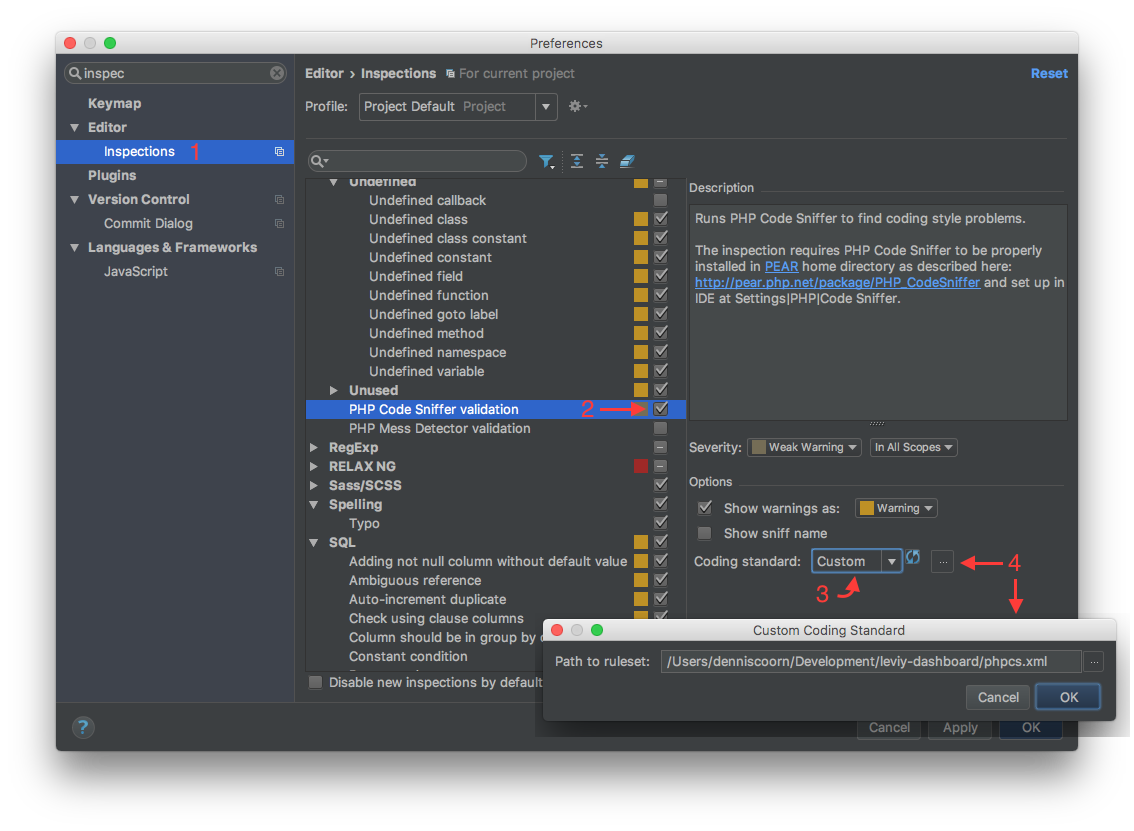 Preferences
inspec
Keymap
Editor
Inspections 1
Plugins
Version Control
Commit Dialog
Languages & Frameworks
JavaScript
Editor › Inspections For current project
Reset
Profile: Project Default Project
Undefined
Undefined callback
Undefined class
Undefined class constant
Undefined constant
Undefined field
Undefined function
Undefined goto label
Undefined method
Undefined namespace
Undefined variable
Unused
PHP Code Sniffer validation 2
PHP Mess Detector validation
RegExp
RELAX NG
Sass/SCSS
Spelling
Typo
SQL
Adding not null column without default value
Ambiguous reference
Auto-increment duplicate
Check using clause columns
Column should be in group by
Constant condition
Disable new inspections by default
Description
Runs PHP Code Sniffer to find coding style problems.
The inspection requires PHP Code Sniffer to be properly
installed in PEAR home directory as described here:
http://pear.php.net/package/PHP_CodeSniffer and set up in
IDE at Settings|PHP|Code Sniffer.
Severity: Weak Warning In All Scopes
Options
Show warnings as: Warning
Show sniff name
Coding standard: Custom ... 4
3
Custom Coding Standard
Path to ruleset: /Users/denniscoorn/Development/leviy-dashboard/phpcs.xml ...
Cancel OK
? Cancel Apply OK